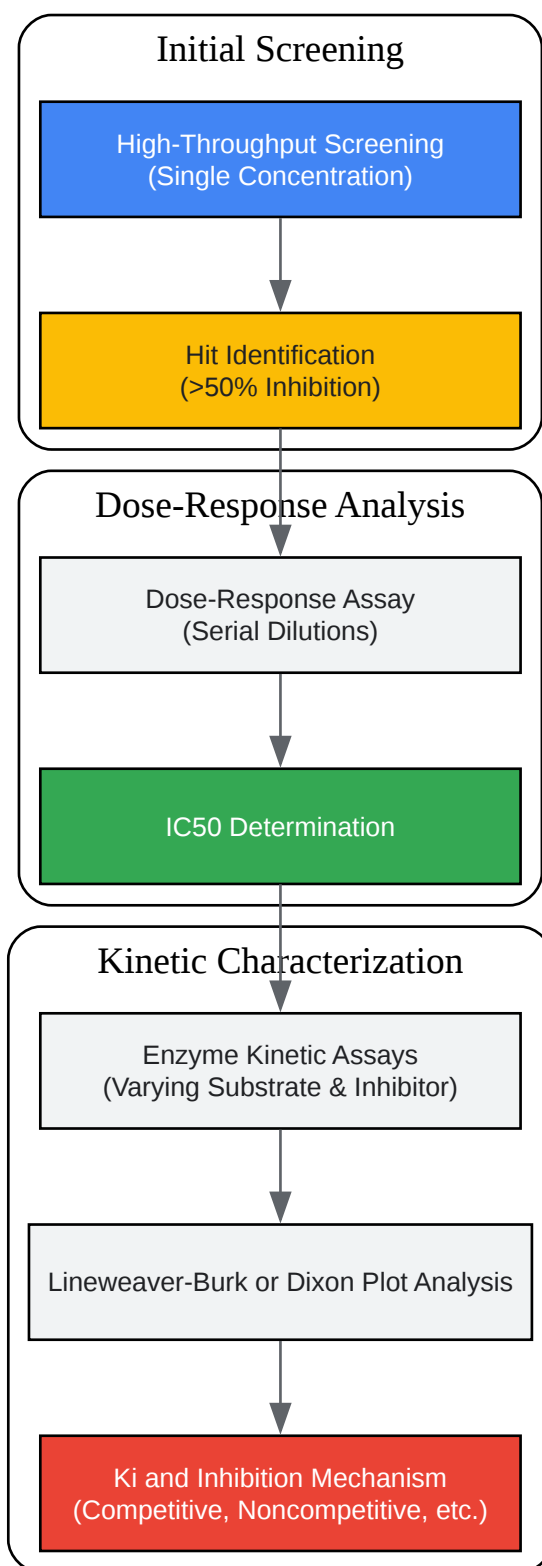 Initial Screening
High-Throughput Screening
(Single Concentration)
Hit Identification
(>50% Inhibition)
Dose-Response Analysis
Dose-Response Assay
(Serial Dilutions)
IC50 Determination
Kinetic Characterization
Enzyme Kinetic Assays
(Varying Substrate & Inhibitor)
Lineweaver-Burk or Dixon Plot Analysis
Ki and Inhibition Mechanism
(Competitive, Noncompetitive, etc.)